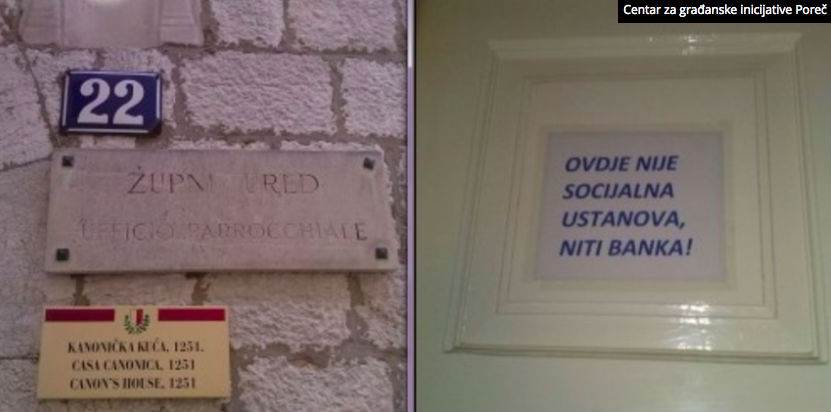 Centar za građanske inicijative Poreč
22
ŽUPNI URED
UFFICIO PARROCCHIALE
KANONIČKA KUĆA, 1251.
CASA CANONICA, 1251
CANON'S HOUSE, 1251
OVDJE NIJE
SOCIJALNA
USTANOVA,
NITI BANKA!